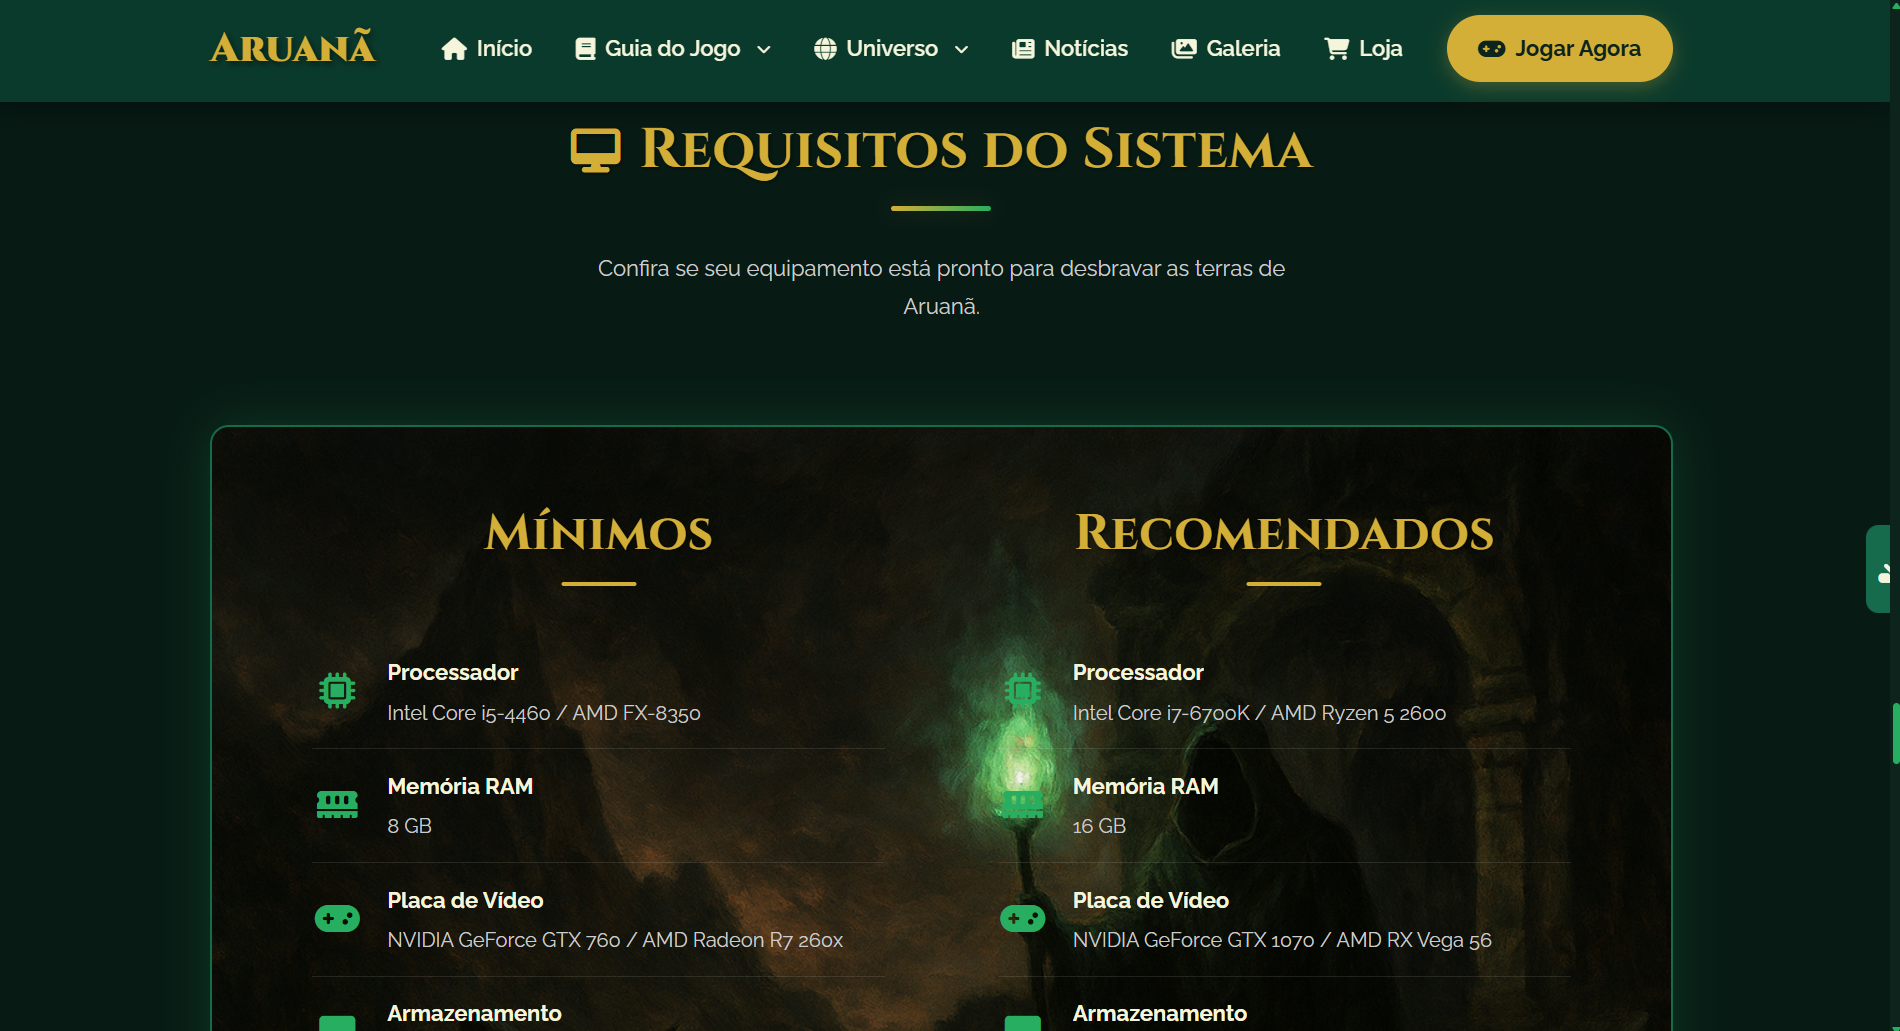 Aruanã
Início
Guia do Jogo
Universo
Notícias
Galeria
Loja
Jogar Agora
Requisitos do Sistema
Confira se seu equipamento está pronto para desbravar as terras de
Aruanã.
Mínimos
Processador
Intel Core i5-4460 / AMD FX-8350
Memória RAM
8 GB
Placa de Vídeo
NVIDIA GeForce GTX 760 / AMD Radeon R7 260x
Armazenamento
Recomendados
Processador
Intel Core i7-6700K / AMD Ryzen 5 2600
Memória RAM
16 GB
Placa de Vídeo
NVIDIA GeForce GTX 1070 / AMD RX Vega 56
Armazenamento